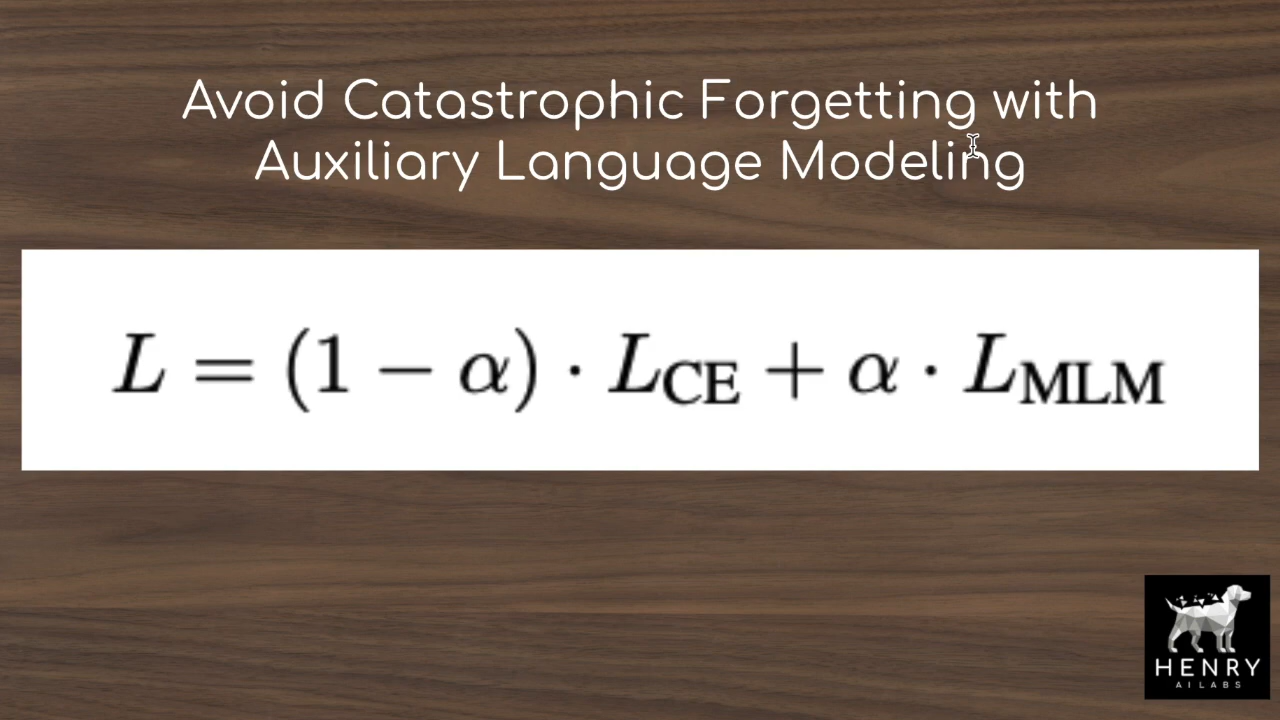 Avoid Catastrophic Forgetting with
Auxiliary Language Modeling
L = (1 − α) · L_CE + α · L_MLM
HENRY
AI LABS